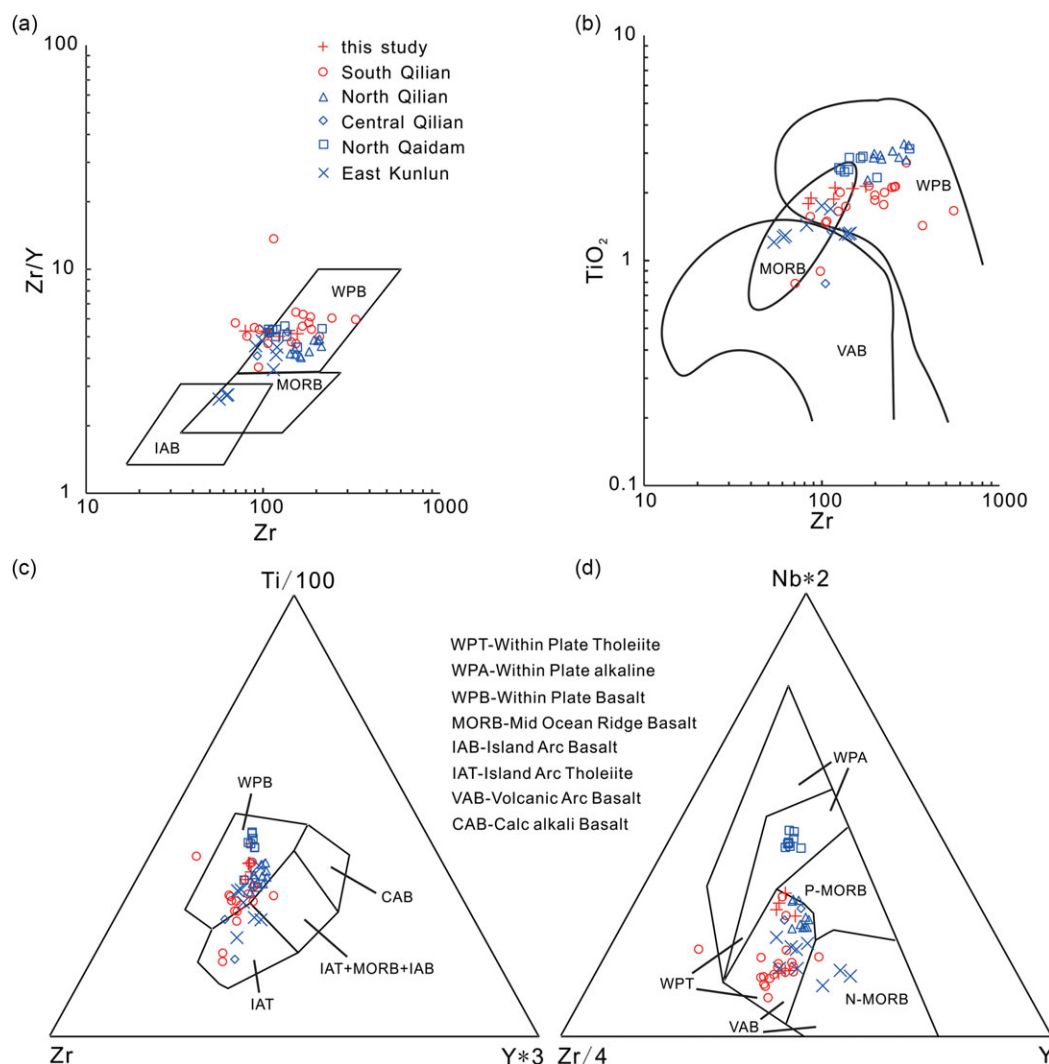 (a)
100
10
1
Zr/Y
+ this study
○ South Qilian
△ North Qilian
◇ Central Qilian
□ North Qaidam
× East Kunlun
WPB
MORB
IAB
10
100
1000
Zr
(b)
10
1
0.1
TiO₂
WPB
MORB
VAB
10
100
1000
Zr
(c)
Ti/100
WPB
CAB
IAT+MORB+IAB
IAT
Zr
Y*3
WPT-Within Plate Tholeiite
WPA-Within Plate alkaline
WPB-Within Plate Basalt
MORB-Mid Ocean Ridge Basalt
IAB-Island Arc Basalt
IAT-Island Arc Tholeiite
VAB-Volcanic Arc Basalt
CAB-Calc alkali Basalt
(d)
Nb*2
WPA
P-MORB
WPT
N-MORB
VAB
Zr/4
Y